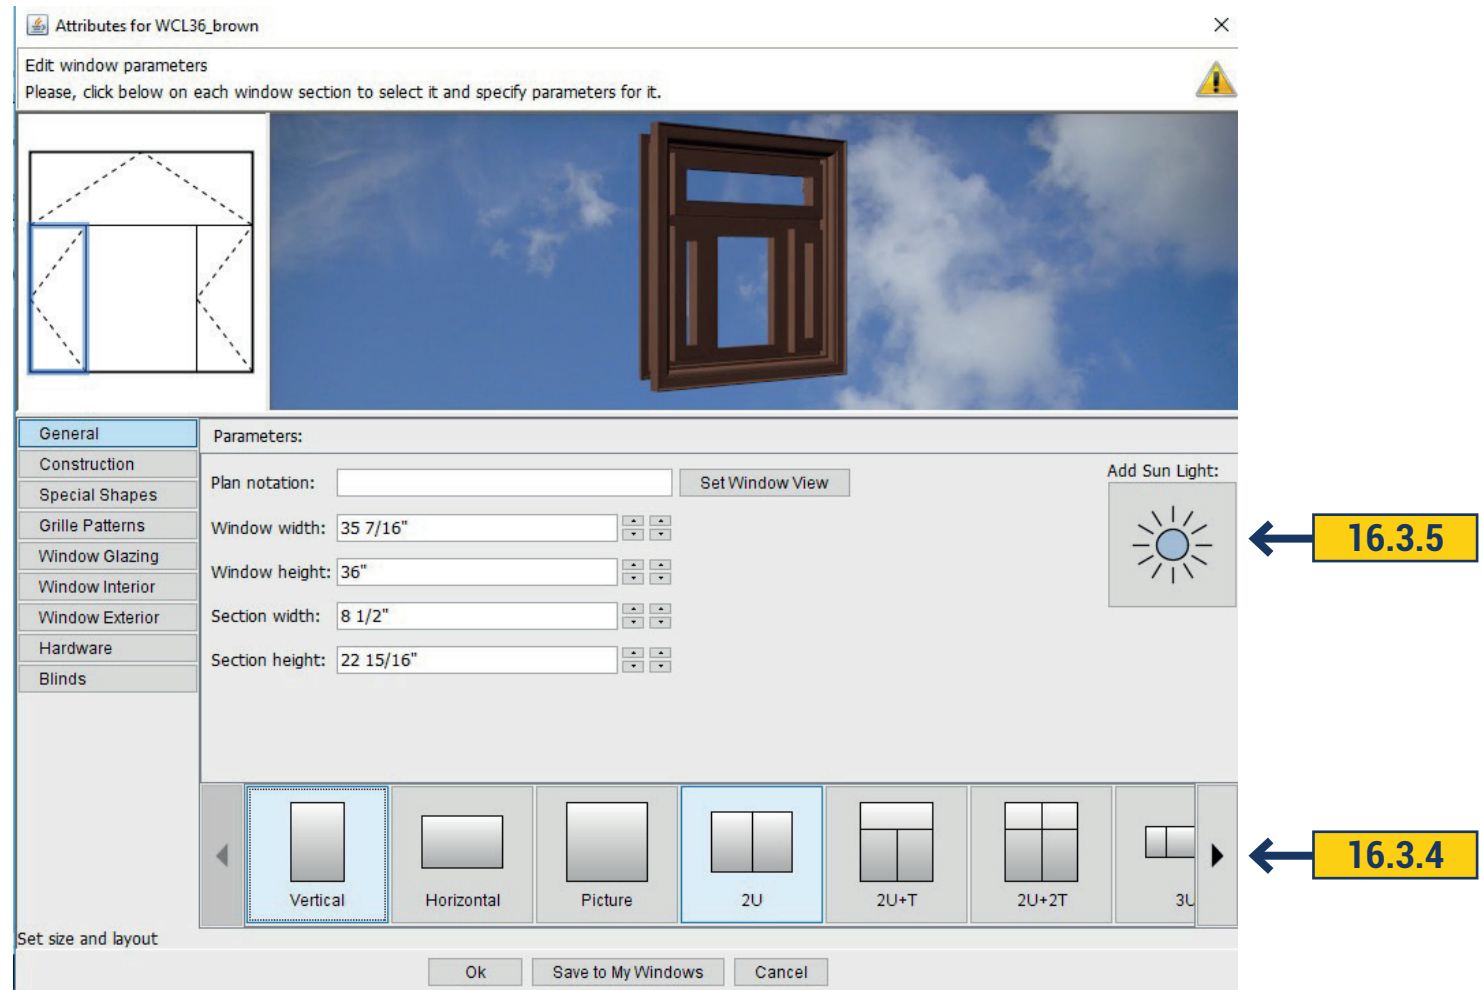 Attributes for WCL36_brown
Edit window parameters
Please, click below on each window section to select it and specify parameters for it.
General
Construction
Special Shapes
Grille Patterns
Window Glazing
Window Interior
Window Exterior
Hardware
Blinds
Parameters:
Plan notation:
Set Window View
Window width: 35 7/16"
Window height: 36"
Section width: 8 1/2"
Section height: 22 15/16"
Add Sun Light:
16.3.5
Vertical
Horizontal
Picture
2U
2U+T
2U+2T
3U
16.3.4
Set size and layout
Ok
Save to My Windows
Cancel